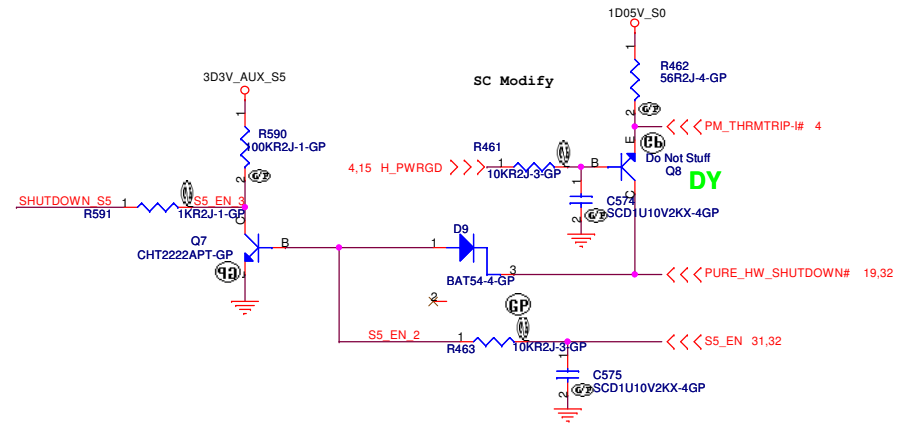 1D05V_S0
1
R462
56R2J-4-GP
2
G/P
3D3V_AUX_S5
SC Modify
1
R590
100KR2J-1-GP
2
G/P
PM_THRMTRIP-I# 4
E
GP
B
Do Not Stuff
Q8
DY
C
R461
4,15 H_PWRGD
1
10KR2J-3-GP
1
C574
SCD1U10V2KX-4GP
2
G/P
SHUTDOWN_S5
1
S5_EN_3
R591
1KR2J-1-GP
C
Q7
CHT2222APT-GP
B
GP
D9
1
3
BAT54-4-GP
2
PURE_HW_SHUTDOWN# 19,32
GP
S5_EN_2
1
R463
10KR2J-3-GP
S5_EN 31,32
1
C575
SCD1U10V2KX-4GP
2
G/P